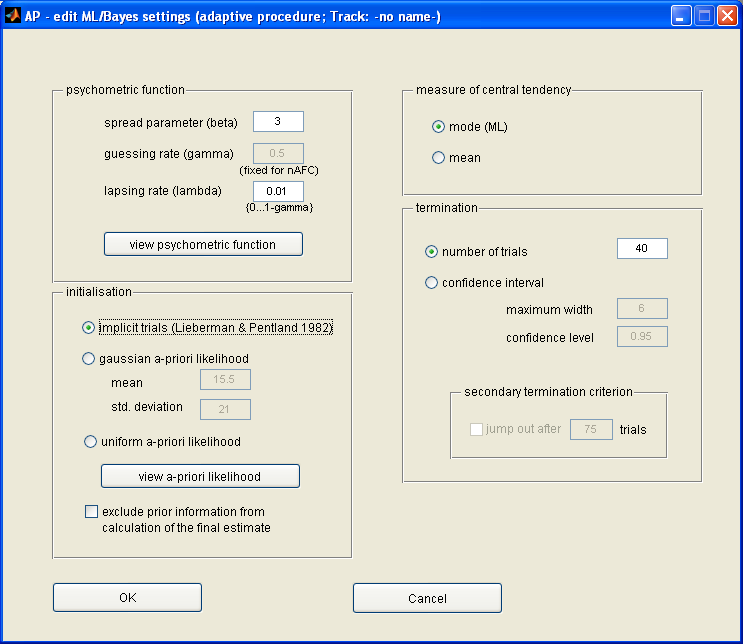 AP - edit ML/Bayes settings (adaptive procedure; Track: -no name-)
psychometric function
spread parameter (beta) 3
guessing rate (gamma) 0.5
(fixed for nAFC)
lapsing rate (lambda) 0.01
{0...1-gamma}
view psychometric function
initialisation
implicit trials (Lieberman & Pentland 1982)
gaussian a-priori likelihood
mean 15.5
std. deviation 21
uniform a-priori likelihood
view a-priori likelihood
exclude prior information from
calculation of the final estimate
measure of central tendency
mode (ML)
mean
termination
number of trials 40
confidence interval
maximum width 6
confidence level 0.95
secondary termination criterion
jump out after 75 trials
OK
Cancel